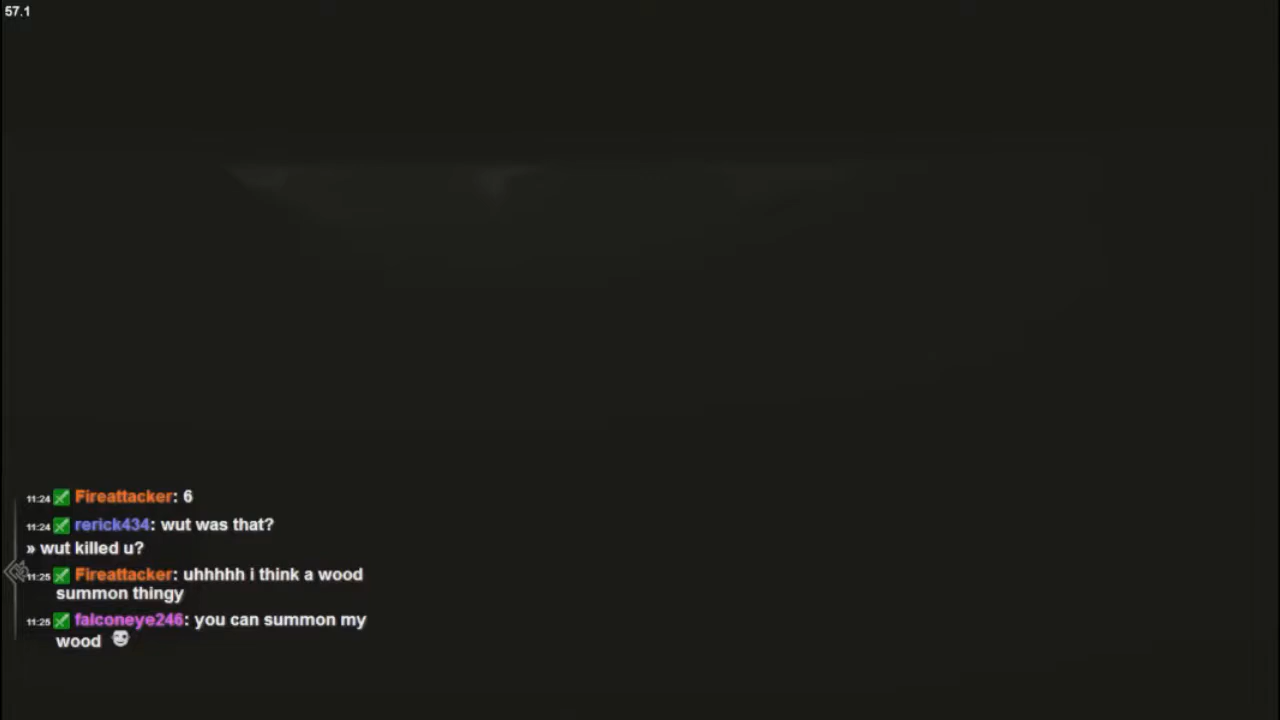 57.1
11:24 Fireattacker: 6
11:24 rerick434: wut was that?
» wut killed u?
11:25 Fireattacker: uhhhhh i think a wood
summon thingy
11:25 falconeye246: you can summon my
wood